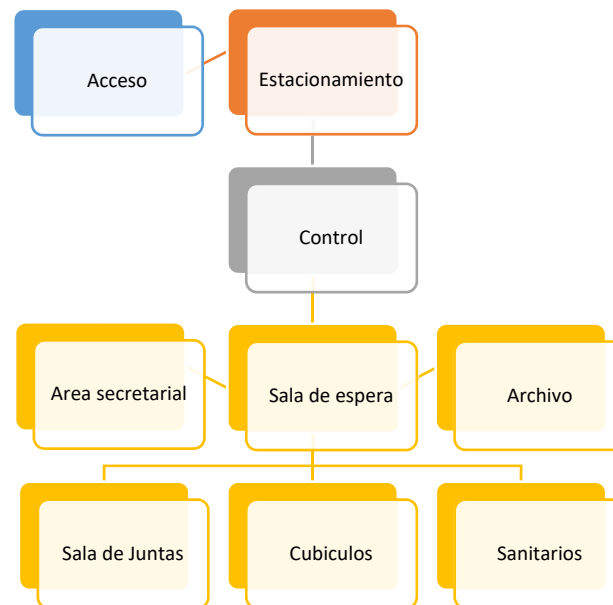 Acceso
Estacionamiento
Control
Area secretarial
Sala de espera
Archivo
Sala de Juntas
Cubiculos
Sanitarios